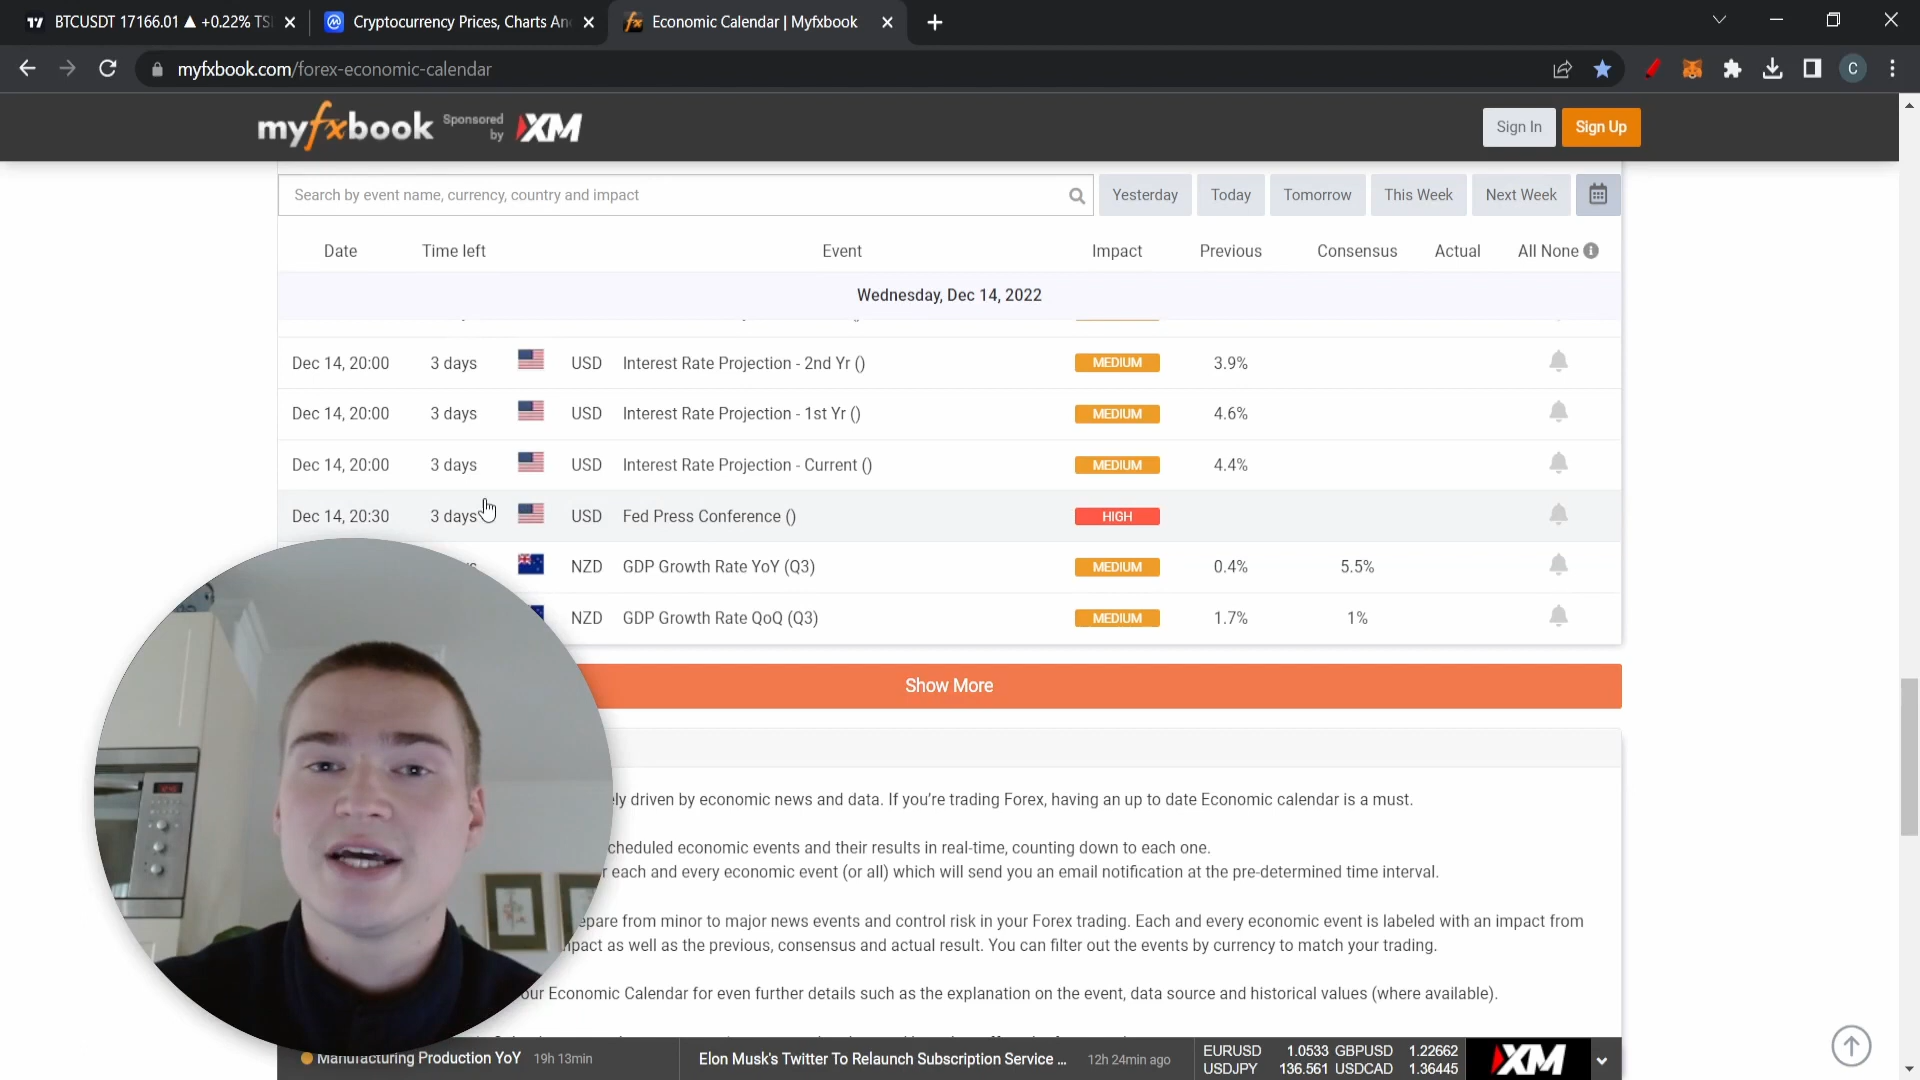 BTCUSDT 17166.01 ▲ +0.22% TS
Cryptocurrency Prices, Charts An
Economic Calendar | Myfxbook
myfxbook.com/forex-economic-calendar
C
myfxbook Sponsored by XM
Sign In
Sign Up
Search by event name, currency, country and impact
Yesterday
Today
Tomorrow
This Week
Next Week
Date Time left Event Impact Previous Consensus Actual All None
Wednesday, Dec 14, 2022
Dec 14, 20:00 3 days USD Interest Rate Projection - 2nd Yr () MEDIUM 3.9%
Dec 14, 20:00 3 days USD Interest Rate Projection - 1st Yr () MEDIUM 4.6%
Dec 14, 20:00 3 days USD Interest Rate Projection - Current () MEDIUM 4.4%
Dec 14, 20:30 3 days USD Fed Press Conference () HIGH
NZD GDP Growth Rate YoY (Q3) MEDIUM 0.4% 5.5%
NZD GDP Growth Rate QoQ (Q3) MEDIUM 1.7% 1%
Show More
ly driven by economic news and data. If you're trading Forex, having an up to date Economic calendar is a must.
cheduled economic events and their results in real-time, counting down to each one.
r each and every economic event (or all) which will send you an email notification at the pre-determined time interval.
epare from minor to major news events and control risk in your Forex trading. Each and every economic event is labeled with an impact from
pact as well as the previous, consensus and actual result. You can filter out the events by currency to match your trading.
our Economic Calendar for even further details such as the explanation on the event, data source and historical values (where available).
Manufacturing Production YoY 19h 13min
Elon Musk's Twitter To Relaunch Subscription Service ... 12h 24min ago
EURUSD 1.0533 GBPUSD 1.22662
USDJPY 136.561 USDCAD 1.36445
XM